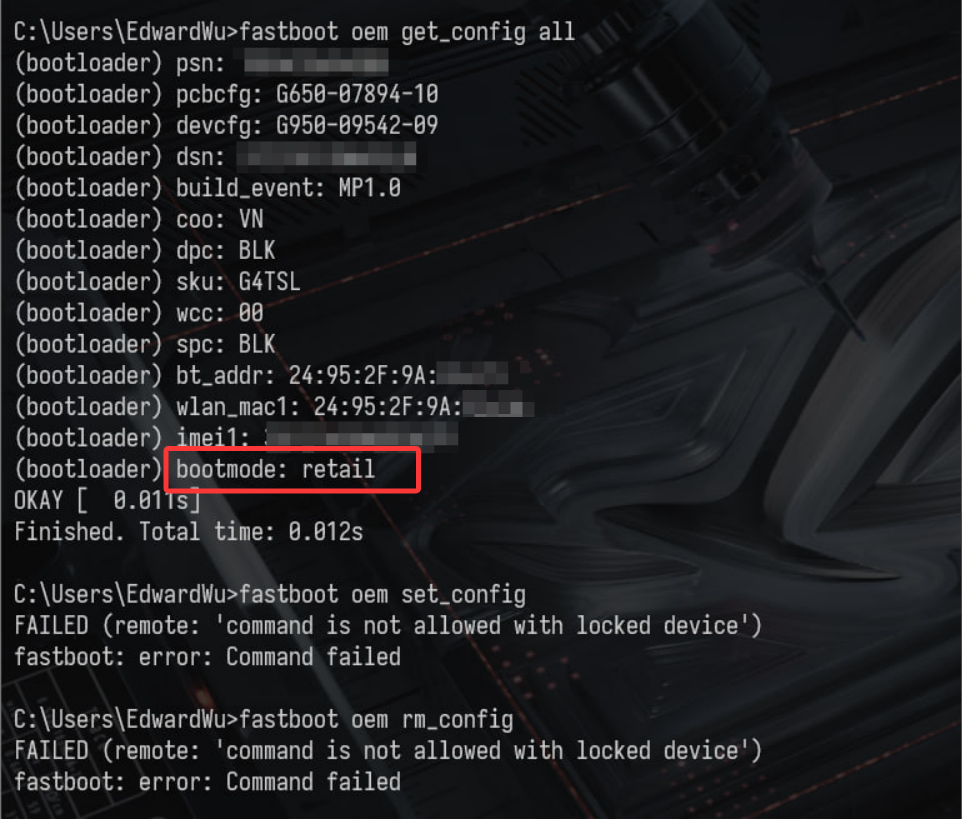 C:\Users\EdwardWu>fastboot oem get_config all
(bootloader) psn:
(bootloader) pcbcfg: G650-07894-10
(bootloader) devcfg: G950-09542-09
(bootloader) dsn:
(bootloader) build_event: MP1.0
(bootloader) coo: VN
(bootloader) dpc: BLK
(bootloader) sku: G4TSL
(bootloader) wcc: 00
(bootloader) spc: BLK
(bootloader) bt_addr: 24:95:2F:9A:
(bootloader) wlan_mac1: 24:95:2F:9A:
(bootloader) imei1:
(bootloader) bootmode: retail
OKAY [  0.011s]
Finished. Total time: 0.012s
C:\Users\EdwardWu>fastboot oem set_config
FAILED (remote: 'command is not allowed with locked device')
fastboot: error: Command failed
C:\Users\EdwardWu>fastboot oem rm_config
FAILED (remote: 'command is not allowed with locked device')
fastboot: error: Command failed